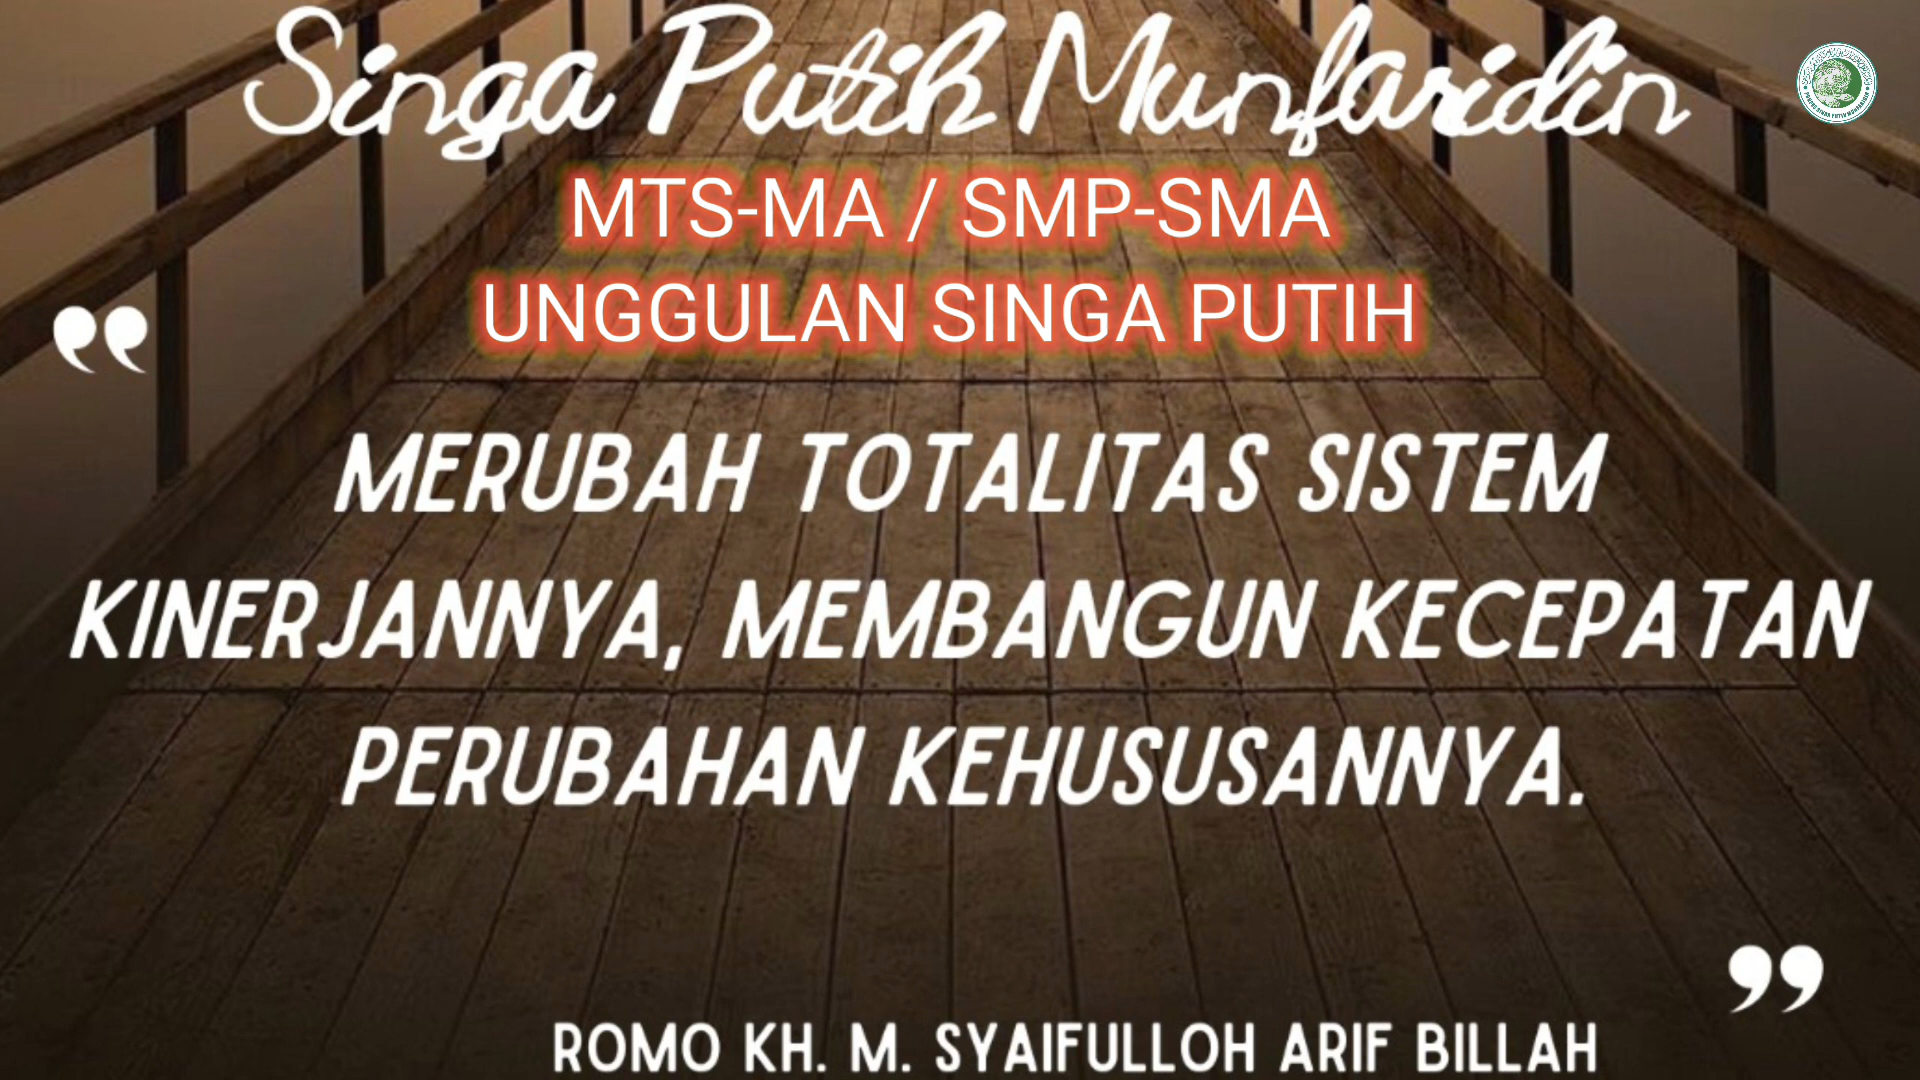 Singa Putih Munfaridin
MTS-MA / SMP-SMA
UNGGULAN SINGA PUTIH
“
MERUBAH TOTALITAS SISTEM
KINERJANNYA, MEMBANGUN KECEPATAN
PERUBAHAN KEHUSUSANNYA.
”
ROMO KH. M. SYAIFULLOH ARIF BILLAH